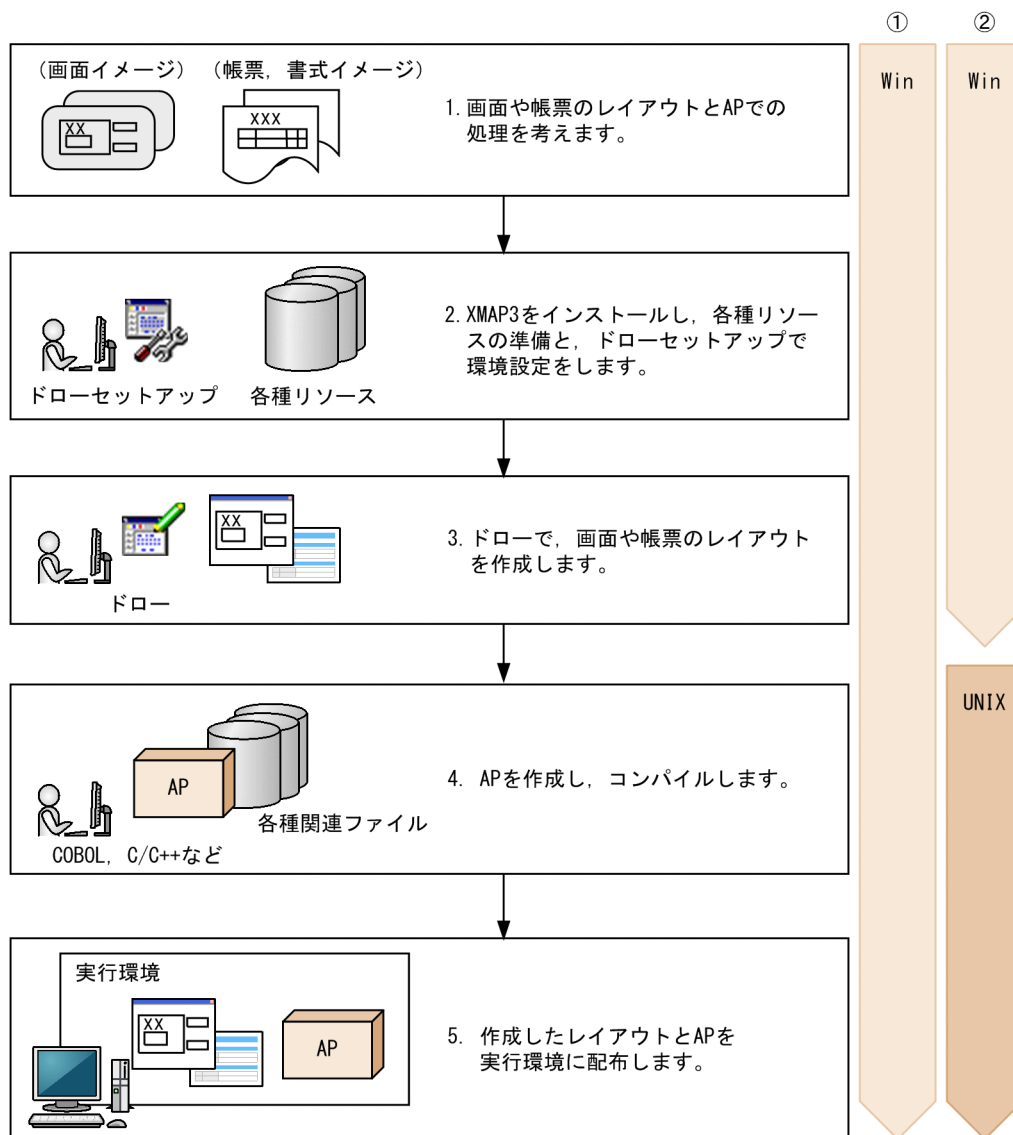 ① ②
Win Win
(画面イメージ) (帳票，書式イメージ)
XX
XXX
1. 画面や帳票のレイアウトとAPでの
処理を考えます。
2. XMAP3をインストールし，各種リソー
スの準備と，ドローセットアップで
環境設定をします。
ドローセットアップ 各種リソース
XX
3. ドローで，画面や帳票のレイアウト
を作成します。
ドロー
UNIX
AP
4. APを作成し，コンパイルします。
各種関連ファイル
COBOL，C/C++など
実行環境
XX
AP
5. 作成したレイアウトとAPを
実行環境に配布します。